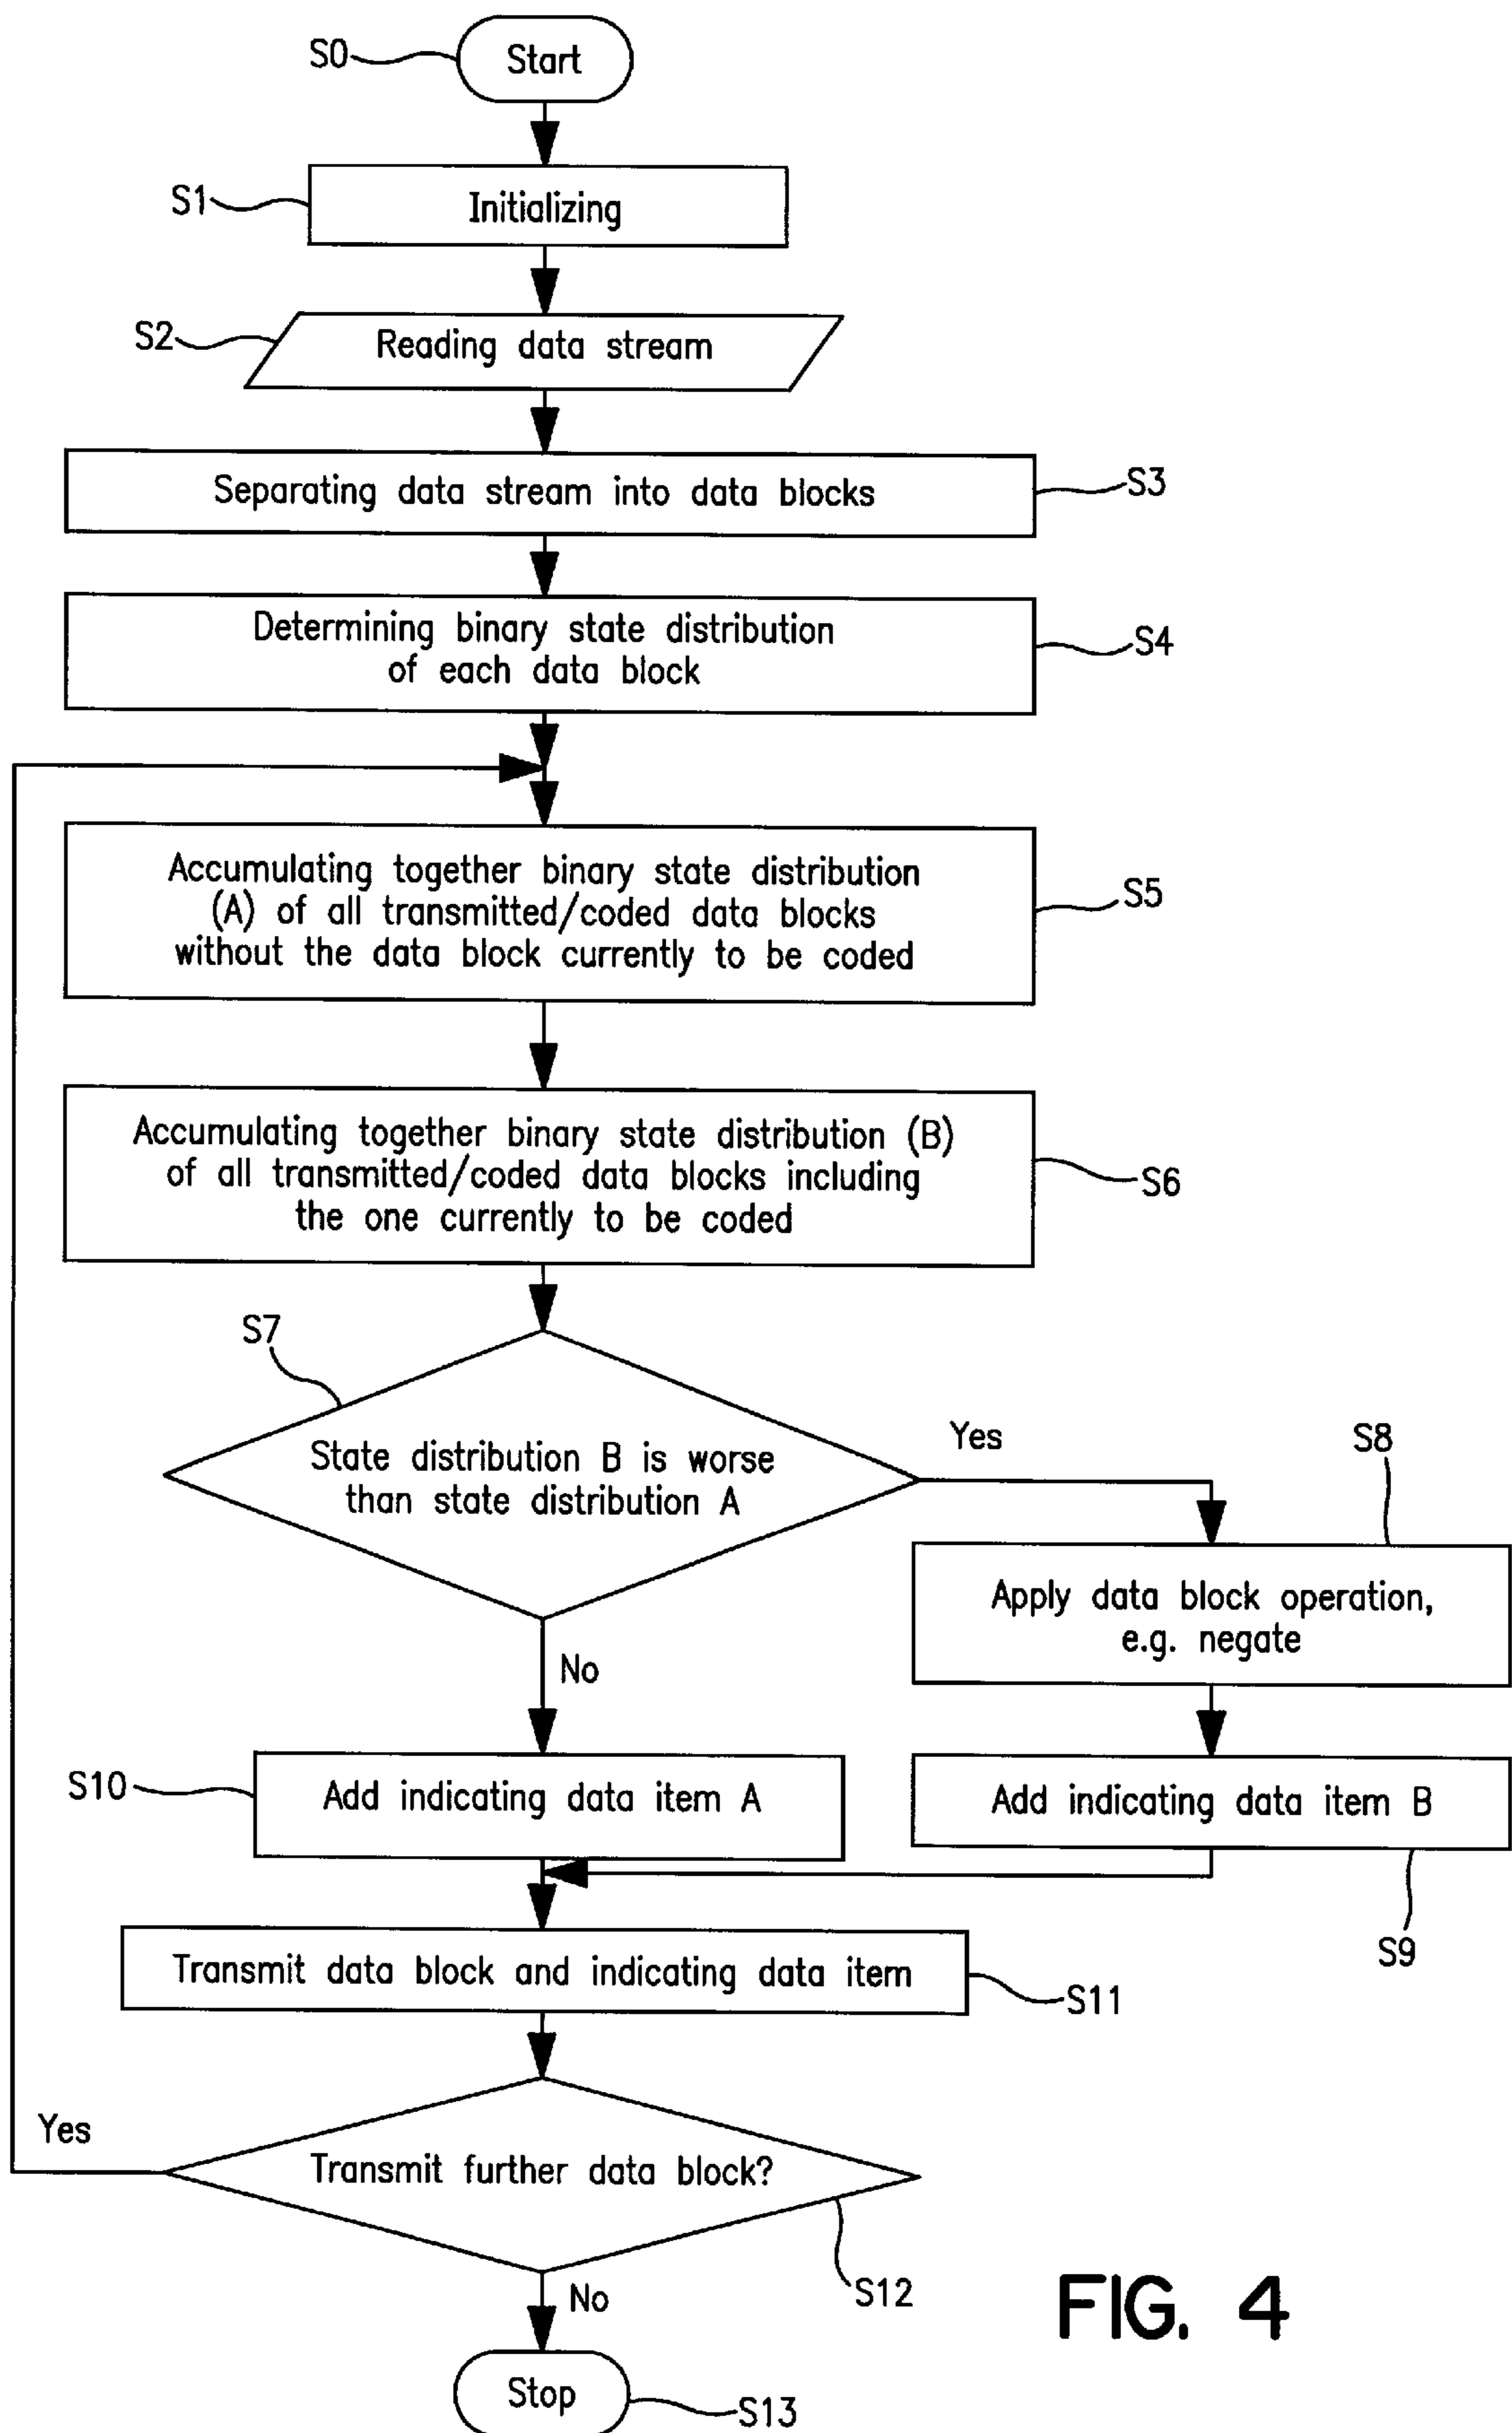 S0
Start
S1
Initializing
S2
Reading data stream
Separating data stream into data blocks
S3
Determining binary state distribution
of each data block
S4
Accumulating together binary state distribution
(A) of all transmitted/coded data blocks
without the data block currently to be coded
S5
Accumulating together binary state distribution (B)
of all transmitted/coded data blocks including
the one currently to be coded
S6
S7
State distribution B is worse
than state distribution A
Yes
S8
Apply data block operation,
e.g. negate
No
S10
Add indicating data item A
Add indicating data item B
S9
Transmit data block and indicating data item
S11
Yes
Transmit further data block?
S12
No
Stop
S13
FIG. 4